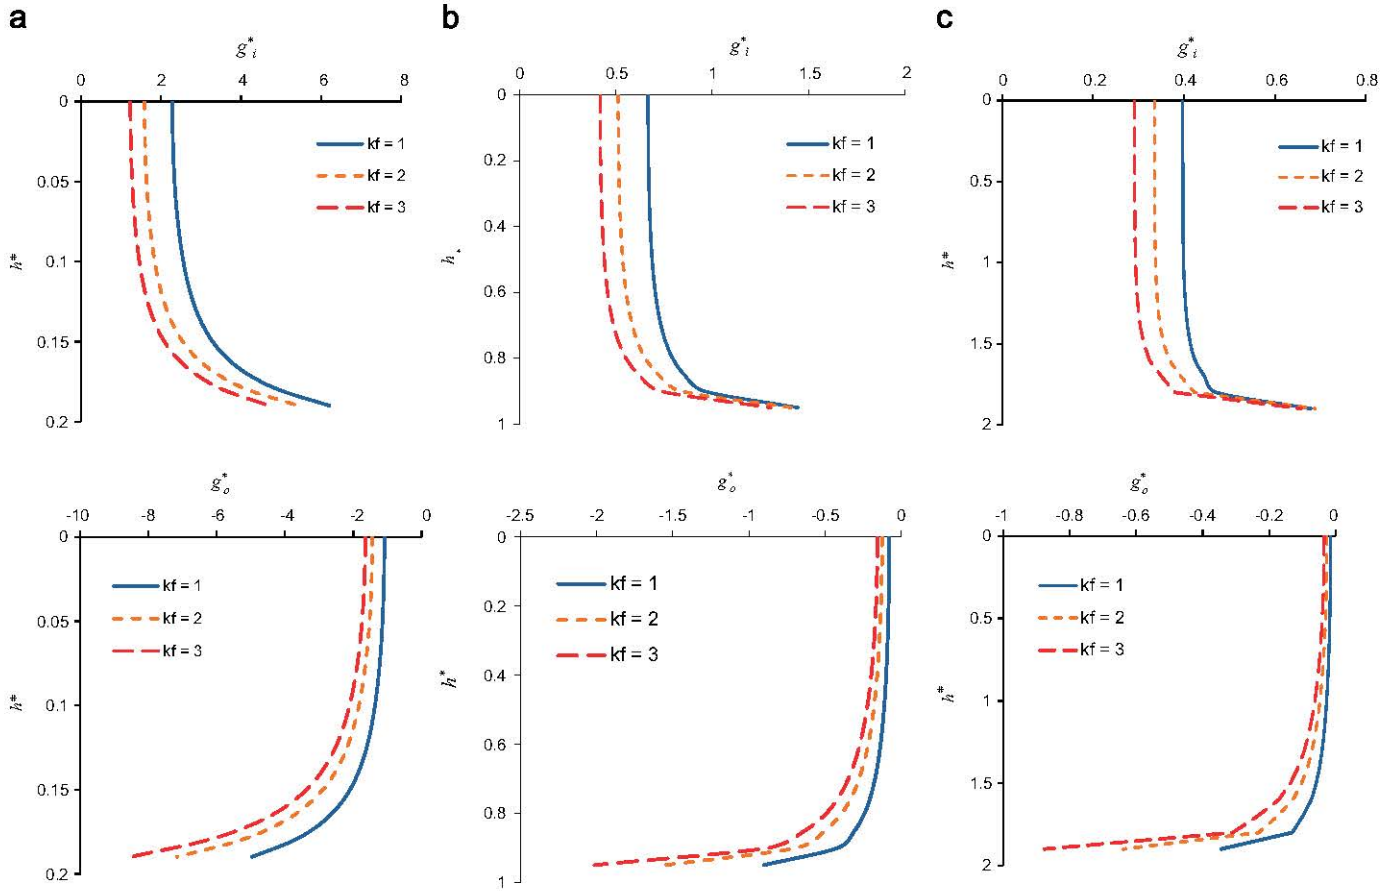 a
g*i
0 2 4 6 8
0
0.05
0.1
0.15
0.2
h*
kf = 1
kf = 2
kf = 3
b
g*i
0 0.5 1 1.5 2
0
0.2
0.4
0.6
0.8
1
h*
kf = 1
kf = 2
kf = 3
c
g*i
0 0.2 0.4 0.6 0.8
0
0.5
1
1.5
2
h*
kf = 1
kf = 2
kf = 3
g*o
-10 -8 -6 -4 -2 0
0
0.05
0.1
0.15
0.2
h*
kf = 1
kf = 2
kf = 3
g*o
-2.5 -2 -1.5 -1 -0.5 0
0
0.2
0.4
0.6
0.8
1
h*
kf = 1
kf = 2
kf = 3
g*o
-1 -0.8 -0.6 -0.4 -0.2 0
0
0.5
1
1.5
2
h*
kf = 1
kf = 2
kf = 3